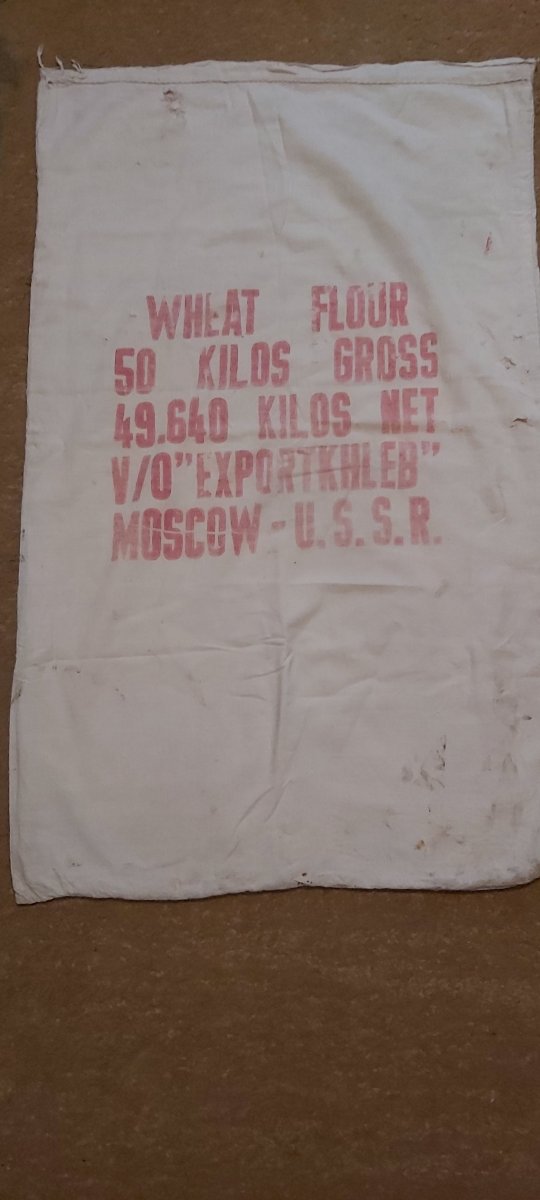 WHEAT FLOUR
50 KILOS GROSS
49.640 KILOS NET
V/O"EXPORTKHLEB"
MOSCOW-U.S.S.R.